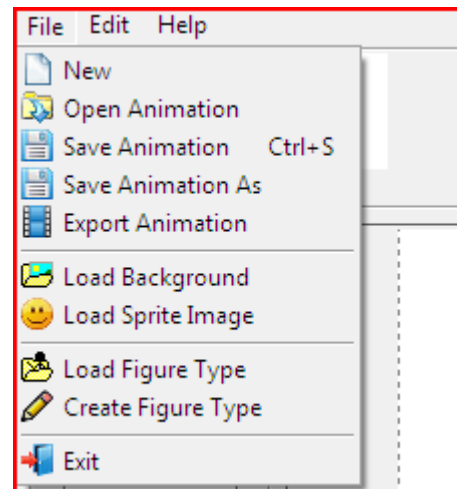 File Edit Help
New
Open Animation
Save Animation Ctrl+S
Save Animation As
Export Animation
Load Background
Load Sprite Image
Load Figure Type
Create Figure Type
Exit